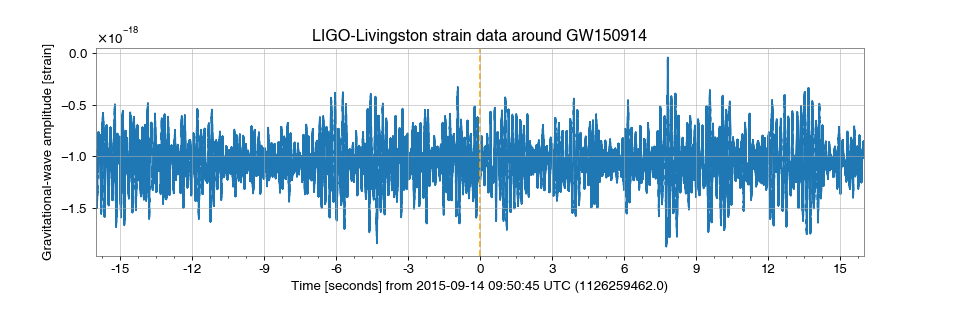 LIGO-Livingston strain data around GW150914
×10⁻¹⁸
Gravitational-wave amplitude [strain]
0.0
−0.5
−1.0
−1.5
-15 -12 -9 -6 -3 0 3 6 9 12 15
Time [seconds] from 2015-09-14 09:50:45 UTC (1126259462.0)